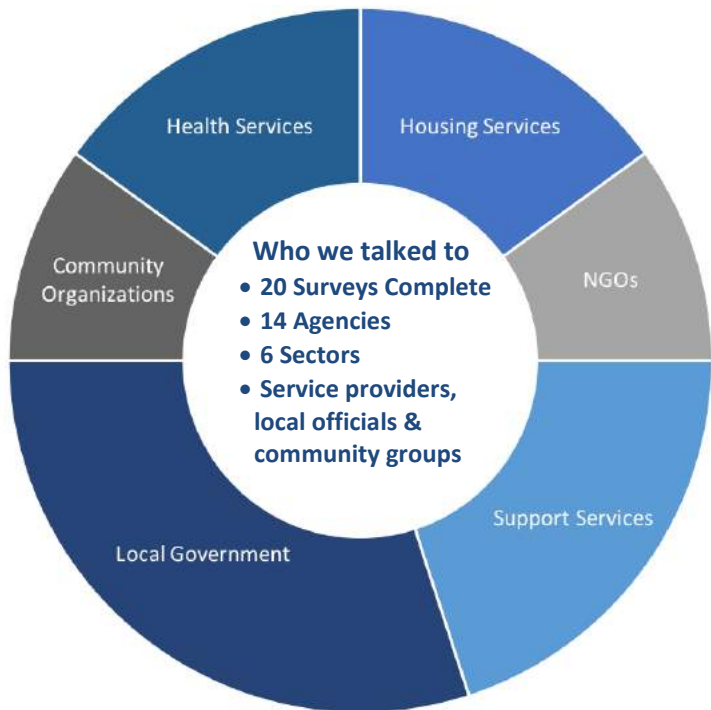 Health Services
Housing Services
Community
Organizations
NGOs
Who we talked to
• 20 Surveys Complete
• 14 Agencies
• 6 Sectors
• Service providers,
local officials &
community groups
Support Services
Local Government